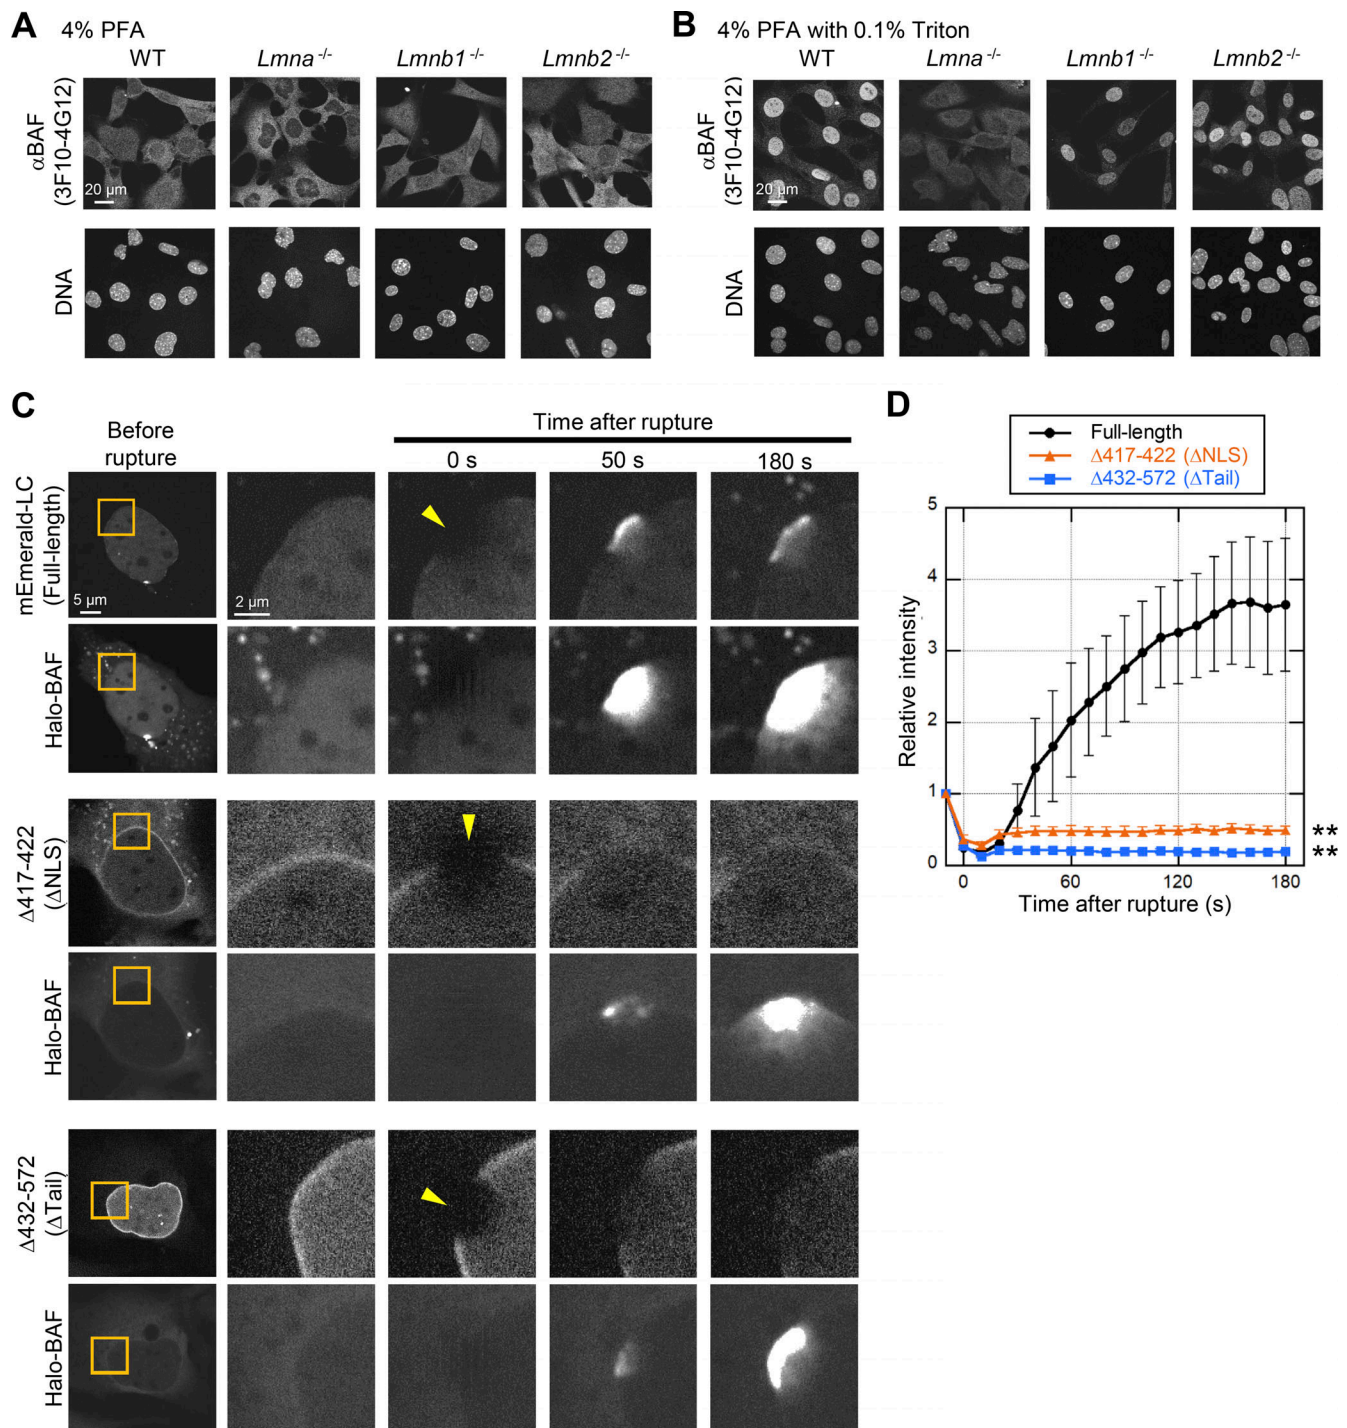 A 4% PFA
WT Lmna-/- Lmnb1-/- Lmnb2-/-
αBAF
(3F10-4G12)
20 µm
DNA
B 4% PFA with 0.1% Triton
WT Lmna-/- Lmnb1-/- Lmnb2-/-
αBAF
(3F10-4G12)
20 µm
DNA
C
Before
rupture
Time after rupture
0 s 50 s 180 s
mEmerald-LC
(Full-length)
5 µm
2 µm
Halo-BAF
Δ417-422
(ΔNLS)
Halo-BAF
Δ432-572
(ΔTail)
Halo-BAF
D
Full-length
Δ417-422 (ΔNLS)
Δ432-572 (ΔTail)
Relative intensity
5
4
3
2
1
0
**
**
0 60 120 180
Time after rupture (s)